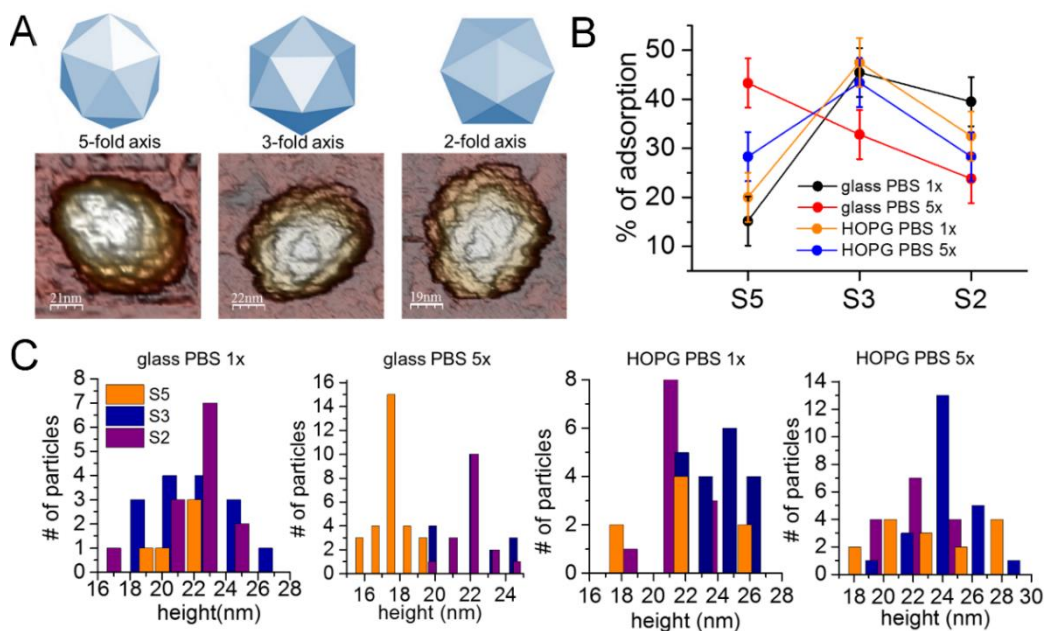 A
5-fold axis 3-fold axis 2-fold axis
21nm 22nm 19nm
B
% of adsorption
50
40
30
20
10
glass PBS 1x
glass PBS 5x
HOPG PBS 1x
HOPG PBS 5x
S5 S3 S2
C
glass PBS 1x
# of particles
8
7
6
5
4
3
2
1
0
S5
S3
S2
16 18 20 22 24 26 28
height(nm)
glass PBS 5x
# of particles
16
14
12
10
8
6
4
2
0
16 18 20 22 24
height(nm)
HOPG PBS 1x
# of particles
8
6
4
2
0
16 18 20 22 24 26 28
height (nm)
HOPG PBS 5x
# of particles
14
12
10
8
6
4
2
0
18 20 22 24 26 28 30
height(nm)